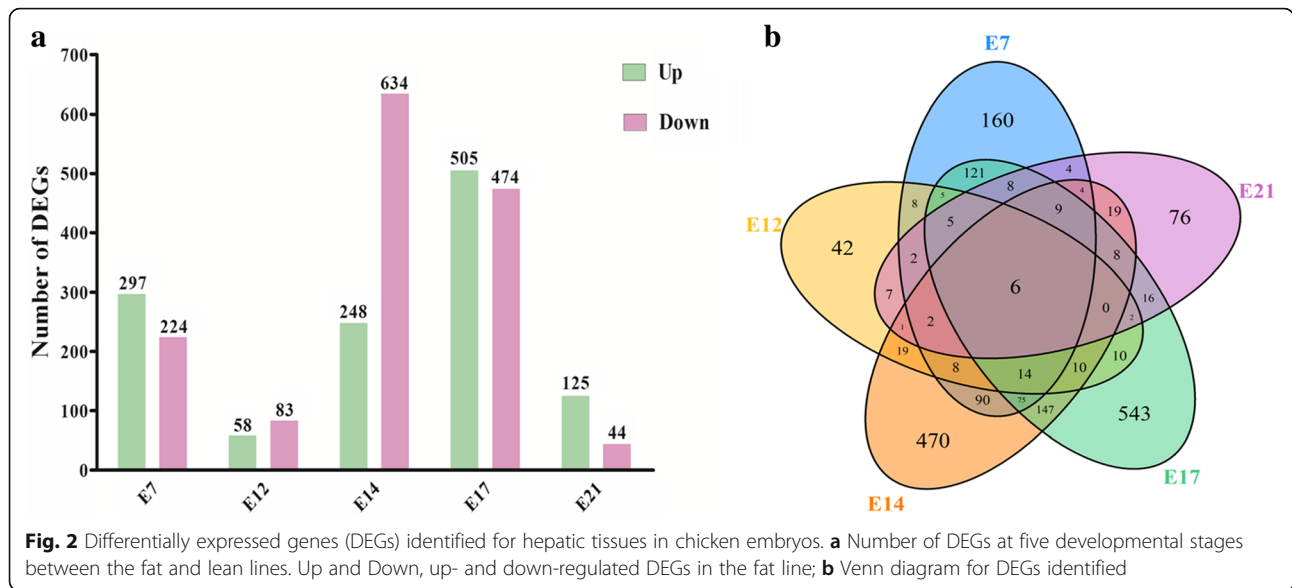 a
700
600
500
400
300
200
100
0
Number of DEGs
297
224
58
83
248
634
505
474
125
44
E7
E12
E14
E17
E21
Up
Down
b
E7
E21
E12
E14
E17
160
121
8
4
4
8
5
5
9
19
76
42
2
8
7
6
0
16
2
1
2
19
8
14
10
10
90
75
147
543
470
Fig. 2 Differentially expressed genes (DEGs) identified for hepatic tissues in chicken embryos. a Number of DEGs at five developmental stages
between the fat and lean lines. Up and Down, up- and down-regulated DEGs in the fat line; b Venn diagram for DEGs identified